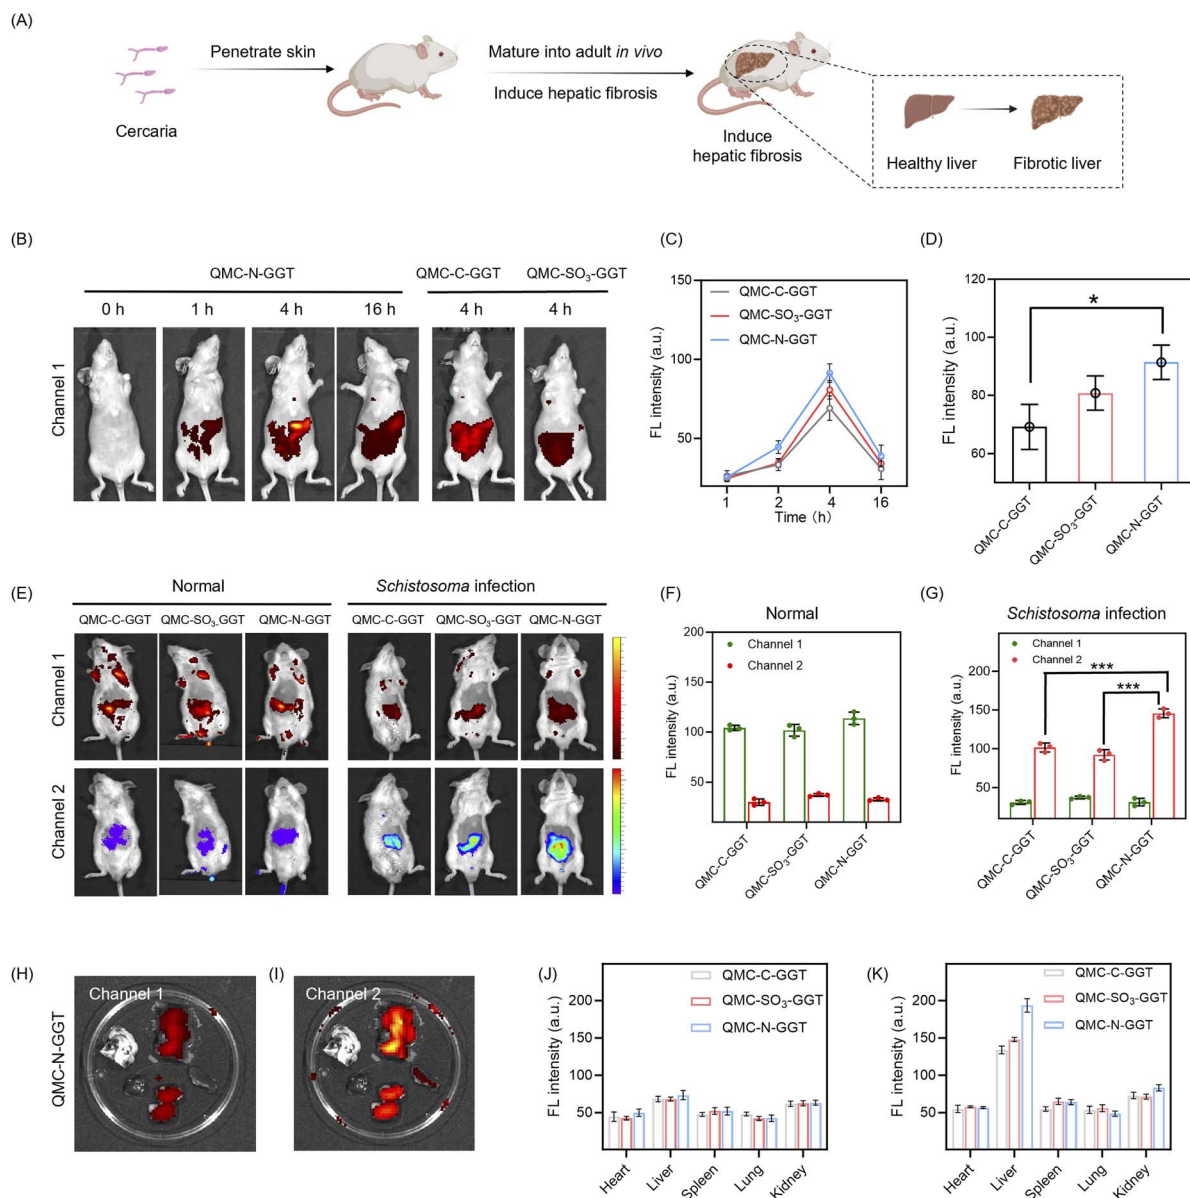 (A)
Penetrate skin
Mature into adult in vivo
Induce hepatic fibrosis
Cercaria
Induce
hepatic fibrosis
Healthy liver
Fibrotic liver
(B)
QMC-N-GGT
QMC-C-GGT
QMC-SO₃-GGT
0 h
1 h
4 h
16 h
4 h
4 h
Channel 1
(C)
150
100
50
FL intensity (a.u.)
QMC-C-GGT
QMC-SO₃-GGT
QMC-N-GGT
1
2
4
16
Time (h)
(D)
120
100
80
60
FL intensity (a.u.)
*
QMC-C-GGT
QMC-SO₃-GGT
QMC-N-GGT
(E)
Normal
Schistosoma infection
QMC-C-GGT
QMC-SO₃-GGT
QMC-N-GGT
QMC-C-GGT
QMC-SO₃-GGT
QMC-N-GGT
Channel 1
Channel 2
(F)
Normal
200
150
100
50
FL intensity (a.u.)
Channel 1
Channel 2
QMC-C-GGT
QMC-SO₃-GGT
QMC-N-GGT
(G)
Schistosoma infection
200
150
100
50
FL intensity (a.u.)
Channel 1
Channel 2
***
***
QMC-C-GGT
QMC-SO₃-GGT
QMC-N-GGT
(H)
Channel 1
QMC-N-GGT
(I)
Channel 2
(J)
200
150
100
50
FL intensity (a.u.)
QMC-C-GGT
QMC-SO₃-GGT
QMC-N-GGT
Heart
Liver
Spleen
Lung
Kidney
(K)
200
150
100
50
FL intensity (a.u.)
QMC-C-GGT
QMC-SO₃-GGT
QMC-N-GGT
Heart
Liver
Spleen
Lung
Kidney